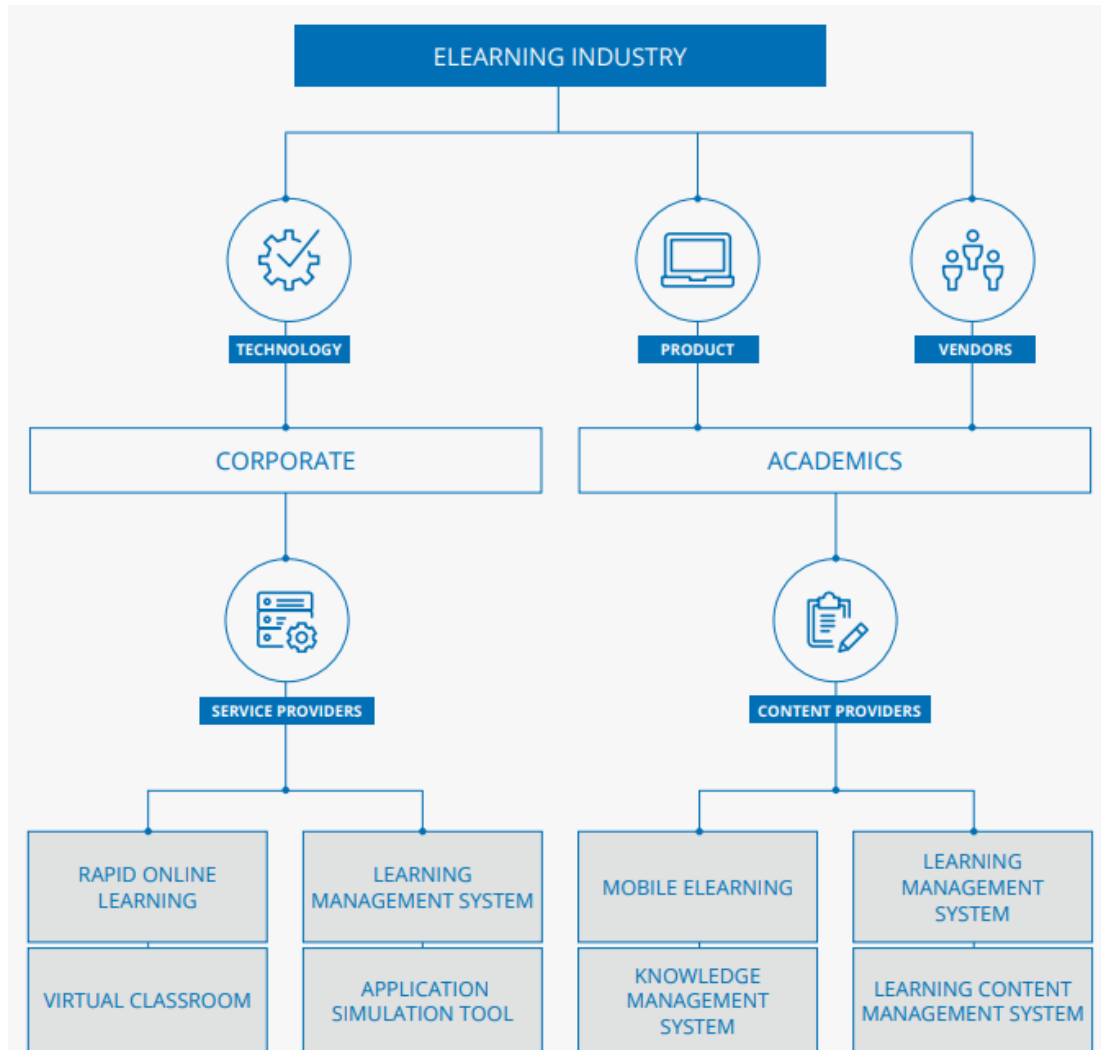 ELEARNING INDUSTRY
TECHNOLOGY
PRODUCT
VENDORS
CORPORATE
ACADEMICS
SERVICE PROVIDERS
CONTENT PROVIDERS
RAPID ONLINE
LEARNING
LEARNING
MANAGEMENT SYSTEM
MOBILE ELEARNING
LEARNING
MANAGEMENT
SYSTEM
VIRTUAL CLASSROOM
APPLICATION
SIMULATION TOOL
KNOWLEDGE
MANAGEMENT
SYSTEM
LEARNING CONTENT
MANAGEMENT SYSTEM